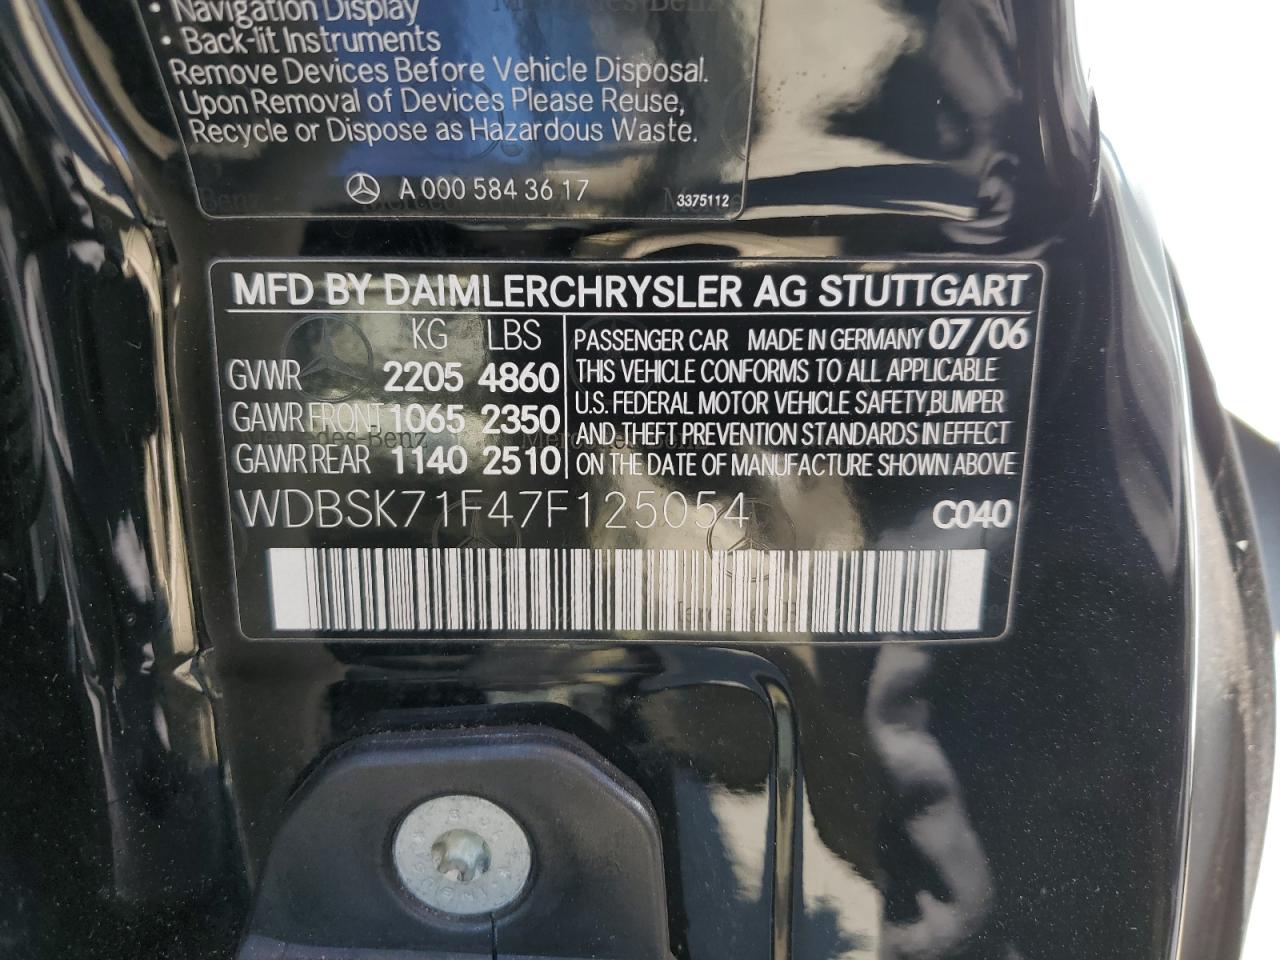 • Navigation Display
• Back-lit Instruments
Remove Devices Before Vehicle Disposal.
Upon Removal of Devices Please Reuse,
Recycle or Dispose as Hazardous Waste.
A 000 584 36 17
3375112
MFD BY DAIMLERCHRYSLER AG STUTTGART
KG LBS
GVWR 2205 4860
GAWR FRONT 1065 2350
GAWR REAR 1140 2510
PASSENGER CAR MADE IN GERMANY 07/06
THIS VEHICLE CONFORMS TO ALL APPLICABLE
U.S. FEDERAL MOTOR VEHICLE SAFETY, BUMPER
AND THEFT PREVENTION STANDARDS IN EFFECT
ON THE DATE OF MANUFACTURE SHOWN ABOVE
WDBSK71F47F125054 C040